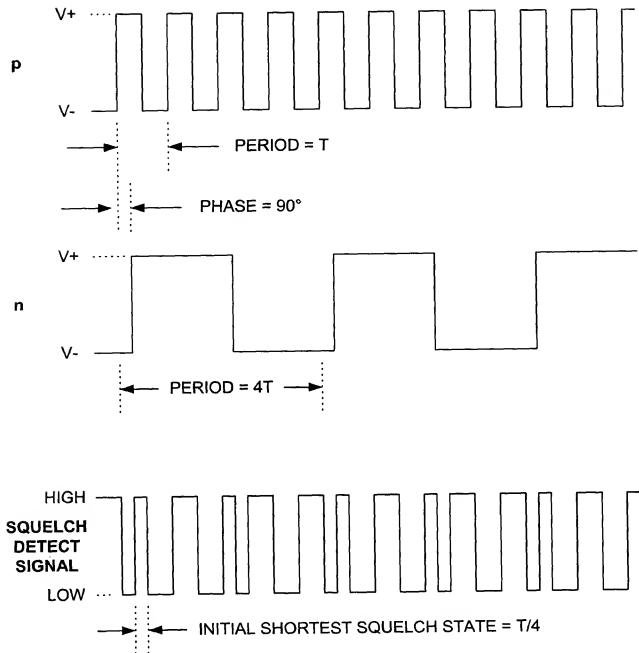 V+
p
V-
PERIOD = T
PHASE = 90°
V+
n
V-
PERIOD = 4T
HIGH
SQUELCH
DETECT
SIGNAL
LOW
INITIAL SHORTEST SQUELCH STATE = T/4